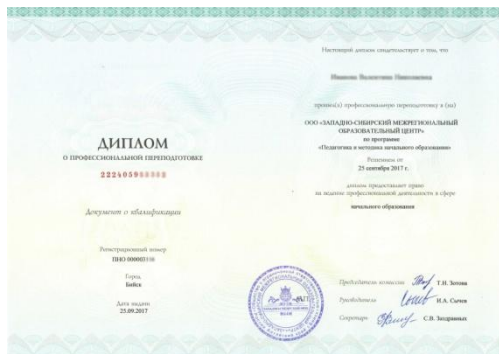 ДИПЛОМ
О ПРОФЕССИОНАЛЬНОЙ ПЕРЕПОДГОТОВКЕ
Документ о квалификации
Регистрационный номер
Город
Бийск
Дата выдачи
25.09.2017
Настоящий диплом свидетельствует о том, что
прошел(а) профессиональную переподготовку в (на)
ООО «ЗАПАДНО-СИБИРСКИЙ МЕЖРЕГИОНАЛЬНЫЙ
ОБРАЗОВАТЕЛЬНЫЙ ЦЕНТР»
по программе
«Педагогика и методика начального образования»
Решением от
25 сентября 2017 г.
диплом предоставляет право
на ведение профессиональной деятельности в сфере
начального образования
Председатель комиссии Т.Н. Зотова
Руководитель И.А. Сычев
Секретарь С.В. Заздравных